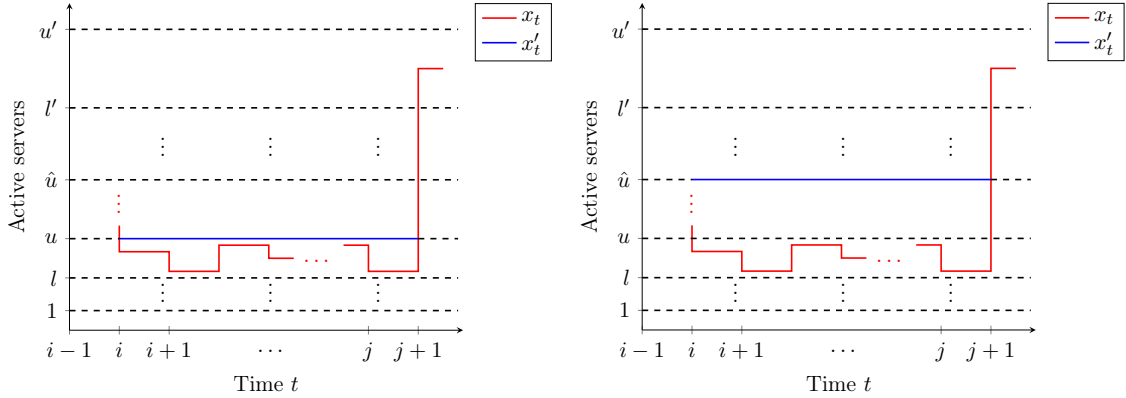 u′
l′
û
u
l
1
Active servers
i − 1
i
i + 1
⋯
j
j + 1
Time t
x_t
x′_t
u′
l′
û
u
l
1
Active servers
i − 1
i
i + 1
⋯
j
j + 1
Time t
x_t
x′_t